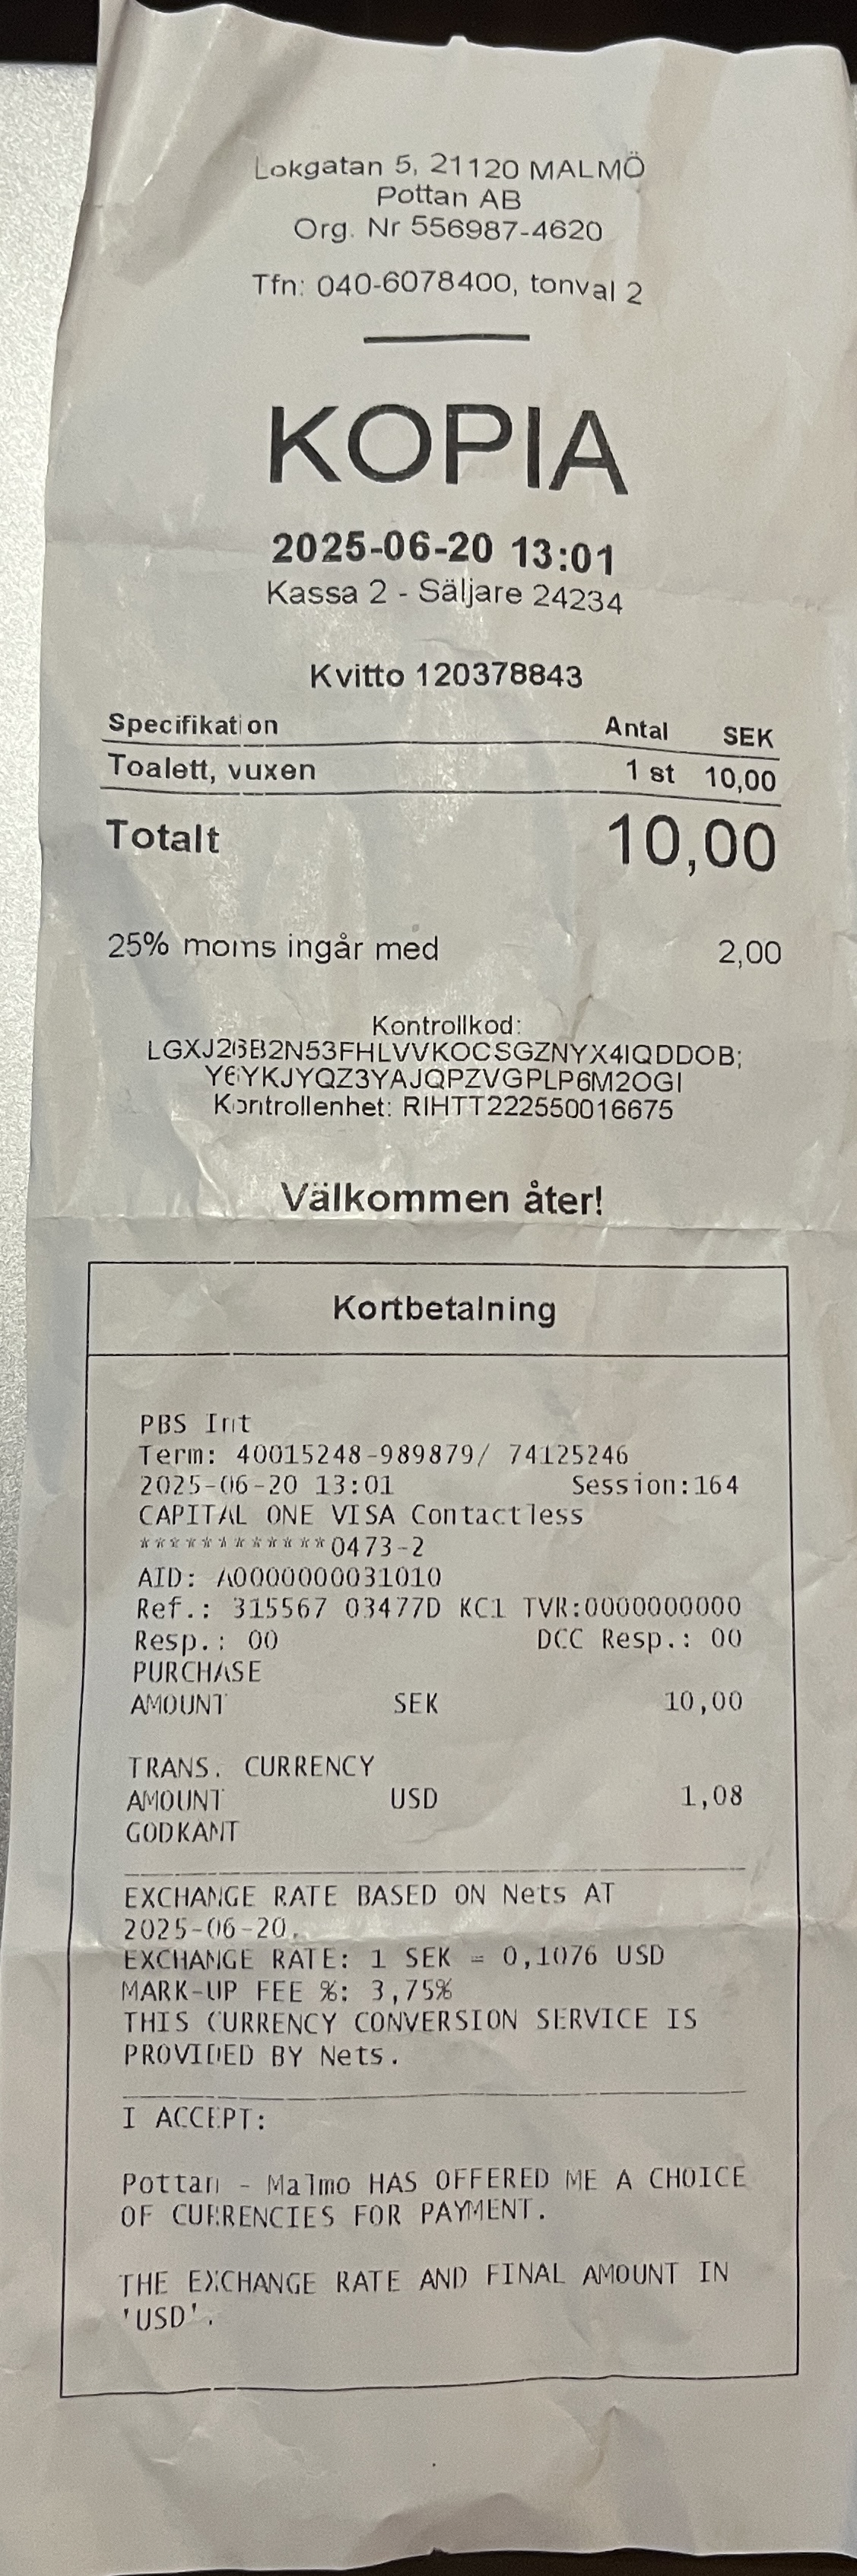 Lokgatan 5, 21120 MALMÖ
Pottan AB
Org. Nr 556987-4620
Tfn: 040-6078400, tonval 2
KOPIA
2025-06-20 13:01
Kassa 2 - Säljare 24234
Kvitto 120378843
Specifikation Antal SEK
Toalett, vuxen 1 st 10,00
Totalt 10,00
25% moms ingår med 2,00
Kontrollkod:
LGXJ26B2N53FHLVVKOCSGZNYX4IQDDOB;
Y6YKJYQZ3YAJQPZVGPLP6M2OGI
Kontrollenhet: RIHTT222550016675
Välkommen åter!
Kortbetalning
PBS Int
Term: 40015248-989879/ 74125246
2025-06-20 13:01 Session:164
CAPITAL ONE VISA Contactless
************0473-2
AID: A0000000031010
Ref.: 315567 03477D KC1 TVR:0000000000
Resp.: 00 DCC Resp.: 00
PURCHASE
AMOUNT SEK 10,00
TRANS. CURRENCY
AMOUNT USD 1,08
GODKANT
EXCHANGE RATE BASED ON Nets AT
2025-06-20.
EXCHANGE RATE: 1 SEK = 0,1076 USD
MARK-UP FEE %: 3,75%
THIS CURRENCY CONVERSION SERVICE IS
PROVIDED BY Nets.
I ACCEPT:
Pottan - Malmo HAS OFFERED ME A CHOICE
OF CURRENCIES FOR PAYMENT.
THE EXCHANGE RATE AND FINAL AMOUNT IN
'USD'.